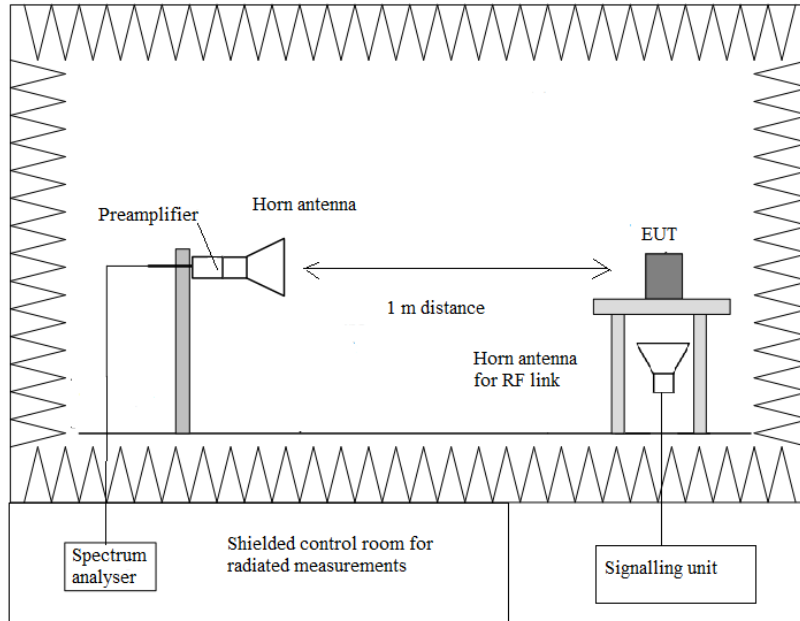 Preamplifier
Horn antenna
EUT
1 m distance
Horn antenna
for RF link
Spectrum
analyser
Shielded control room for
radiated measurements
Signalling unit